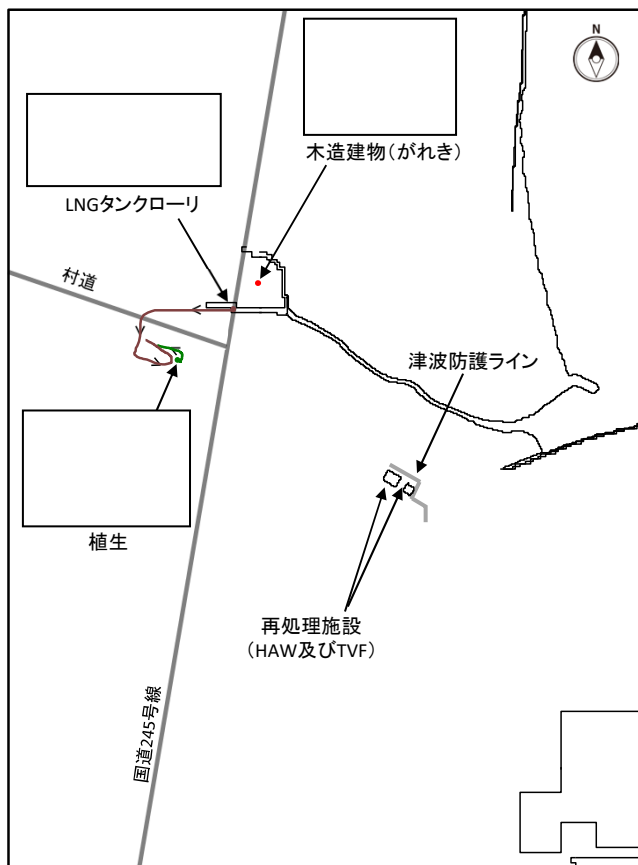 N
木造建物（がれき）
LNGタンクローリ
村道
津波防護ライン
植生
再処理施設
（HAW及びTVF）
国道245号線